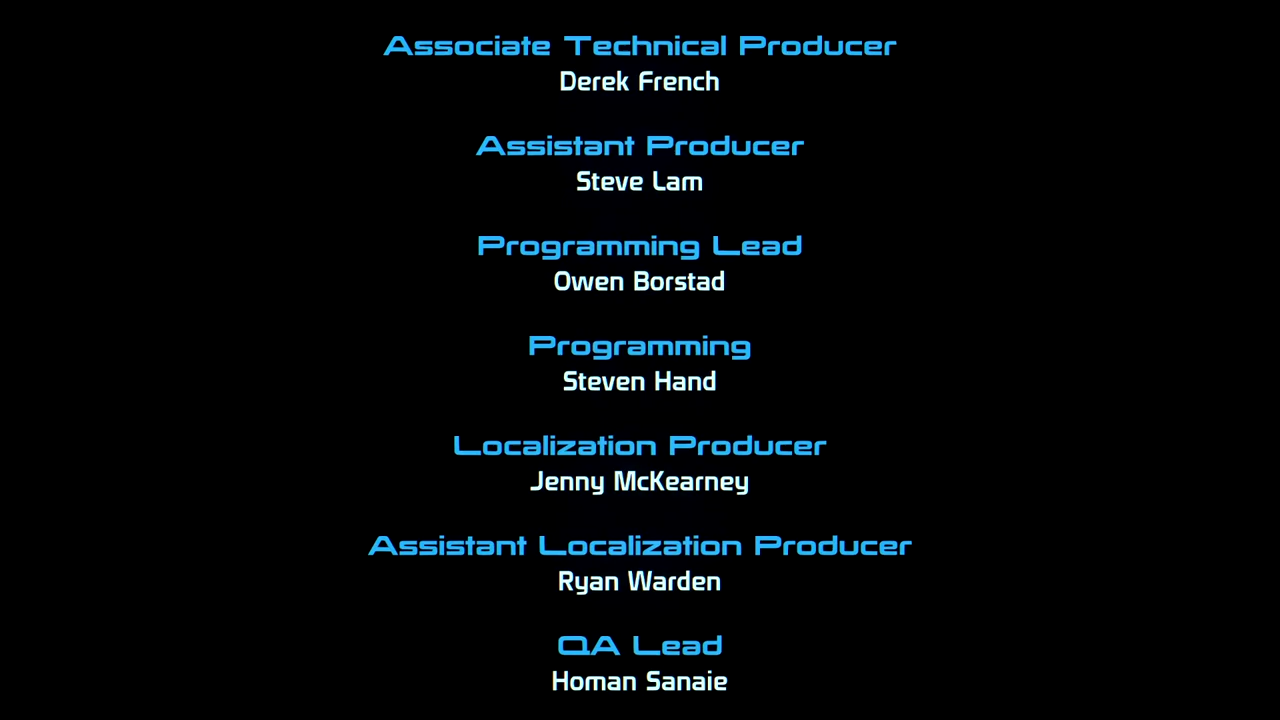 Associate Technical Producer
Derek French
Assistant Producer
Steve Lam
Programming Lead
Owen Borstad
Programming
Steven Hand
Localization Producer
Jenny McKearney
Assistant Localization Producer
Ryan Warden
QA Lead
Homan Sanaie